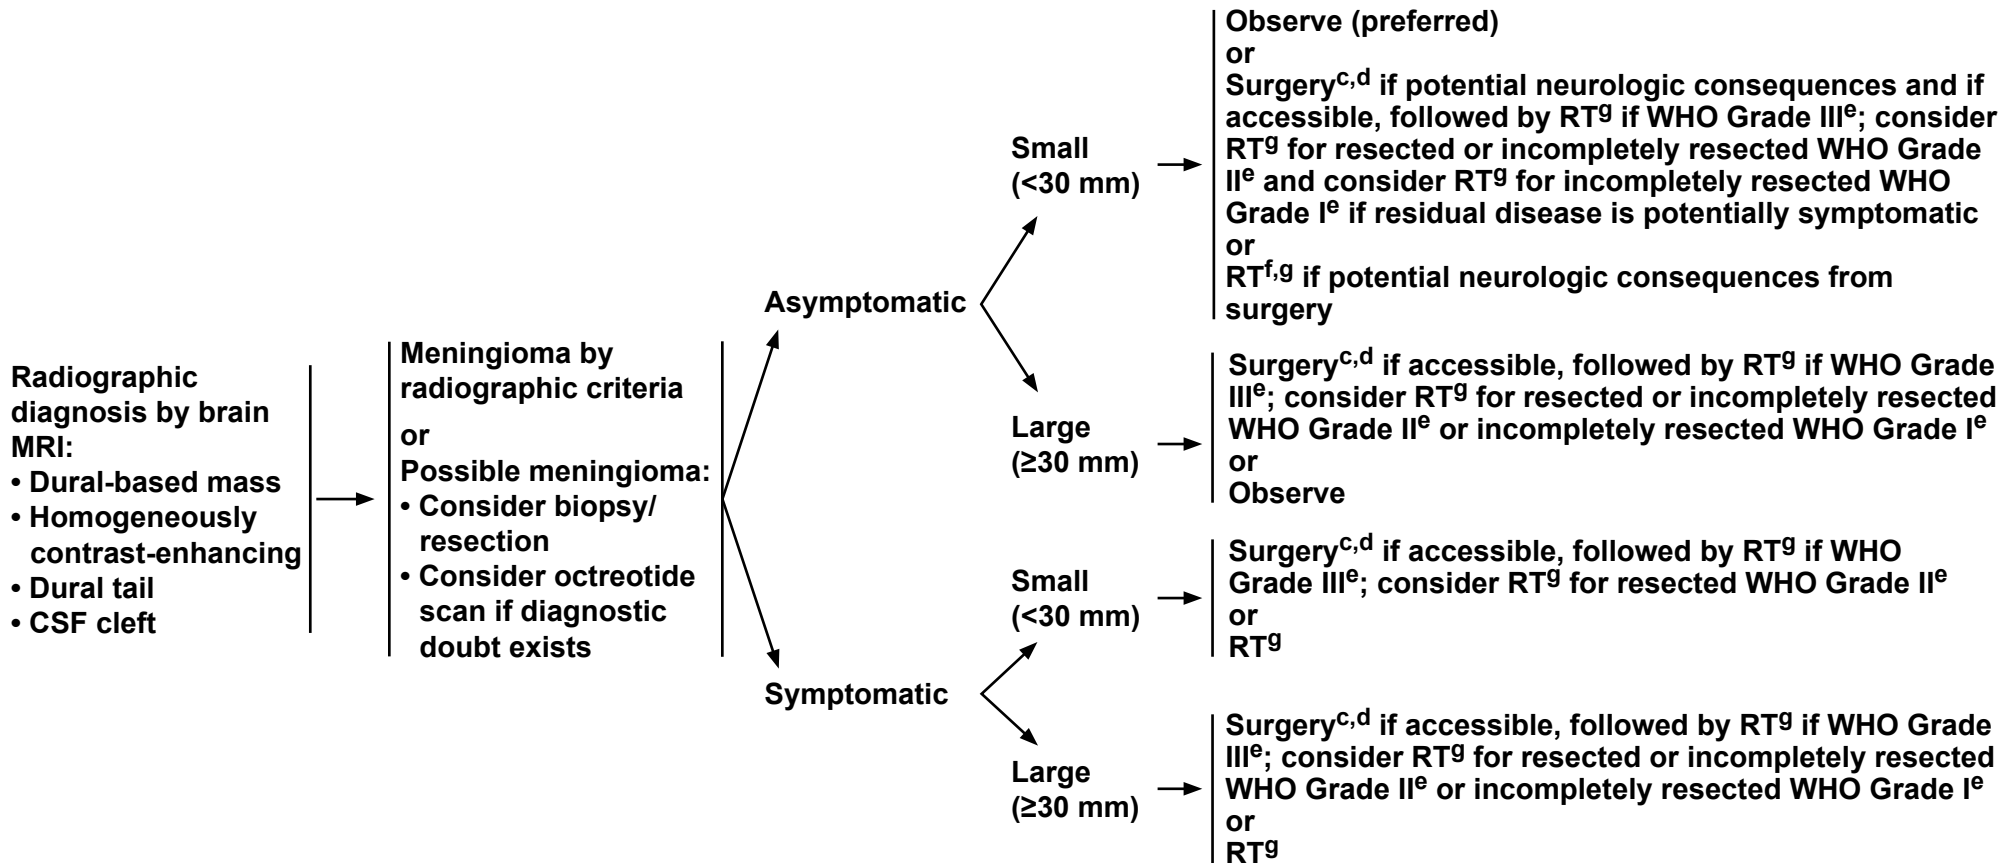 Radiographic
diagnosis by brain
MRI:
• Dural-based mass
• Homogeneously
contrast-enhancing
• Dural tail
• CSF cleft
Meningioma by
radiographic criteria
or
Possible meningioma:
• Consider biopsy/
resection
• Consider octreotide
scan if diagnostic
doubt exists
Asymptomatic
Small
(<30 mm)
Observe (preferred)
or
Surgeryc,d if potential neurologic consequences and if
accessible, followed by RTg if WHO Grade IIIe; consider
RTg for resected or incompletely resected WHO Grade
IIe and consider RTg for incompletely resected WHO
Grade Ie if residual disease is potentially symptomatic
or
RTf,g if potential neurologic consequences from
surgery
Large
(≥30 mm)
Surgeryc,d if accessible, followed by RTg if WHO Grade
IIIe; consider RTg for resected or incompletely resected
WHO Grade IIe or incompletely resected WHO Grade Ie
or
Observe
Symptomatic
Small
(<30 mm)
Surgeryc,d if accessible, followed by RTg if WHO
Grade IIIe; consider RTg for resected WHO Grade IIe
or
RTg
Large
(≥30 mm)
Surgeryc,d if accessible, followed by RTg if WHO Grade
IIIe; consider RTg for resected or incompletely resected
WHO Grade IIe or incompletely resected WHO Grade Ie
or
RTg